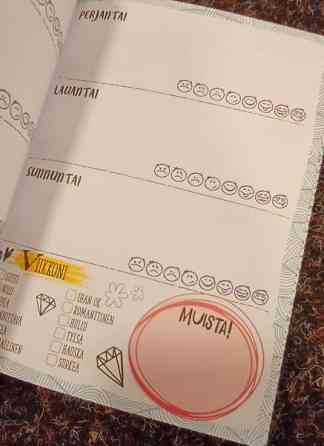 PERJANTAI
LAUANTAI
SUNNUNTAI
VIIKKONI
IHAN OK
ROMANTTINEN
HULLU
TYLSÄ
HAUSKA
SURKEA
MUISTA!